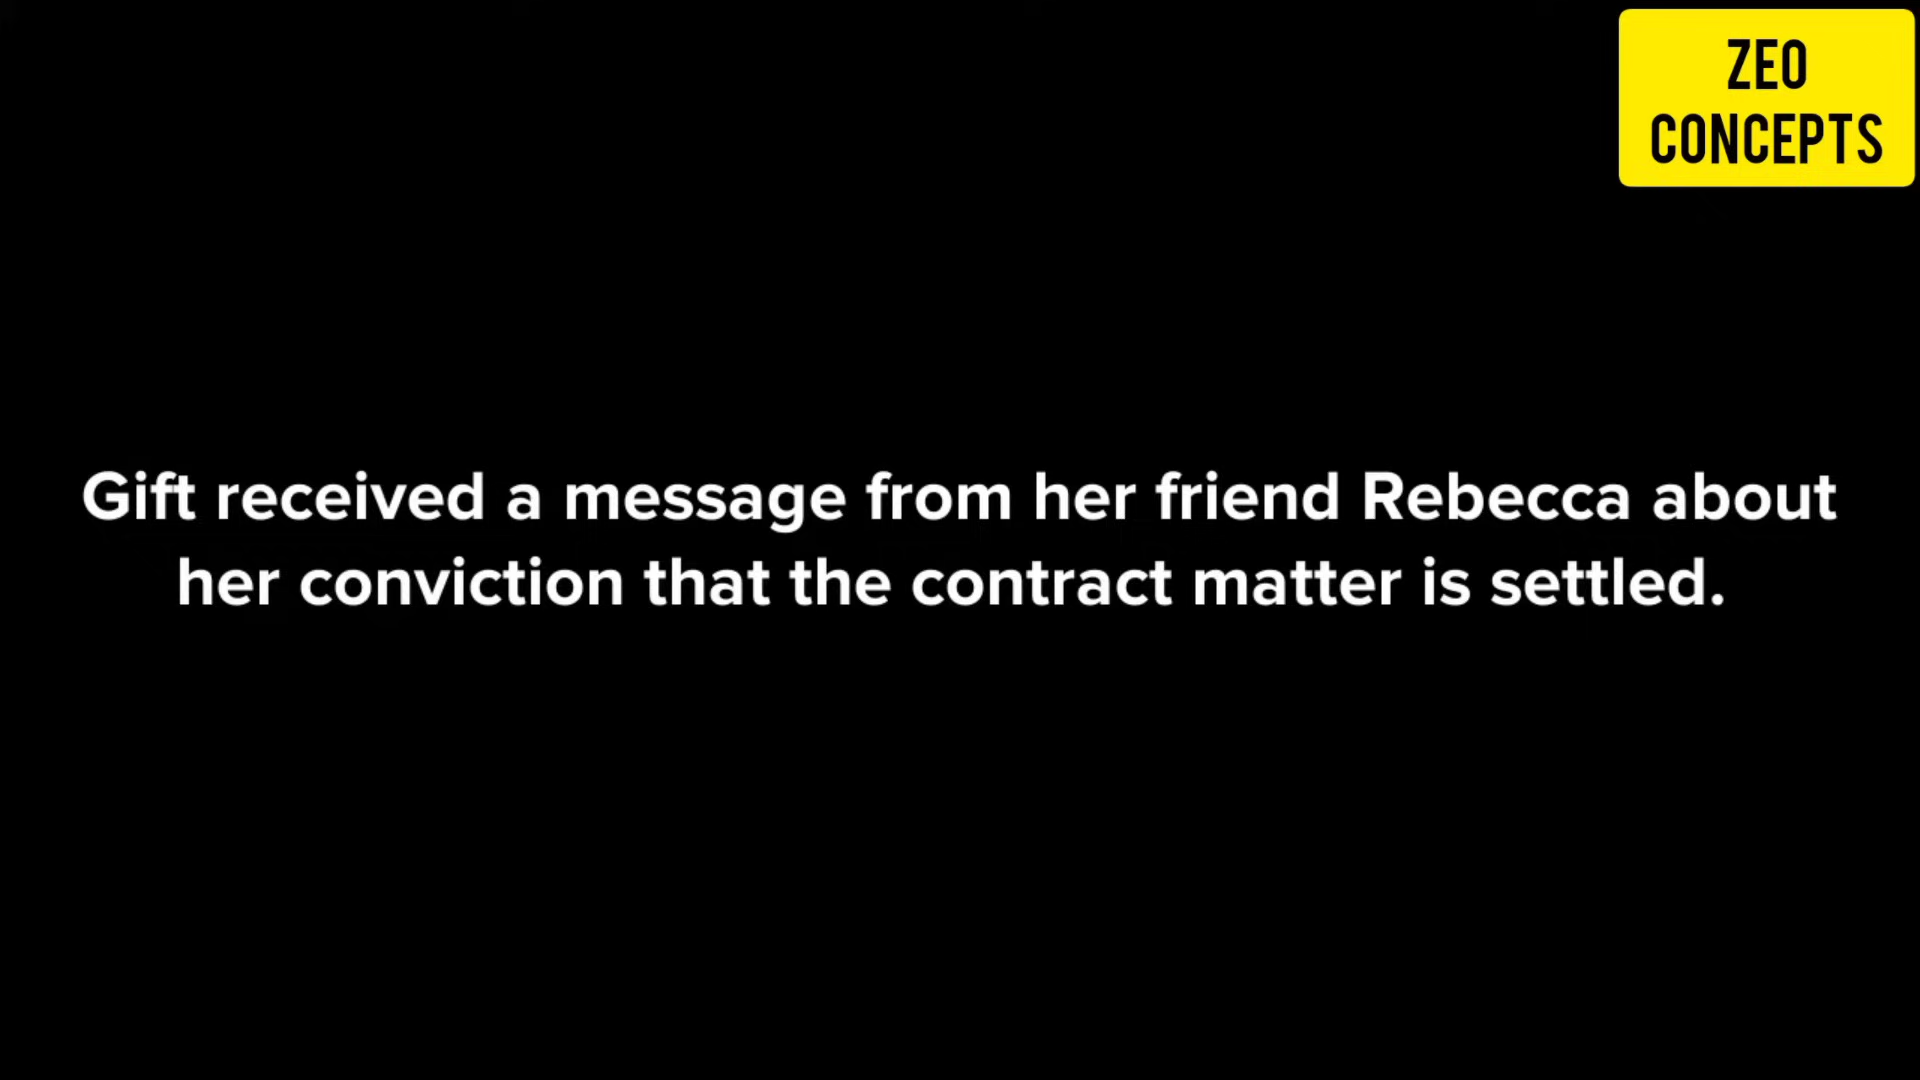 ZEO
CONCEPTS
Gift received a message from her friend Rebecca about
her conviction that the contract matter is settled.